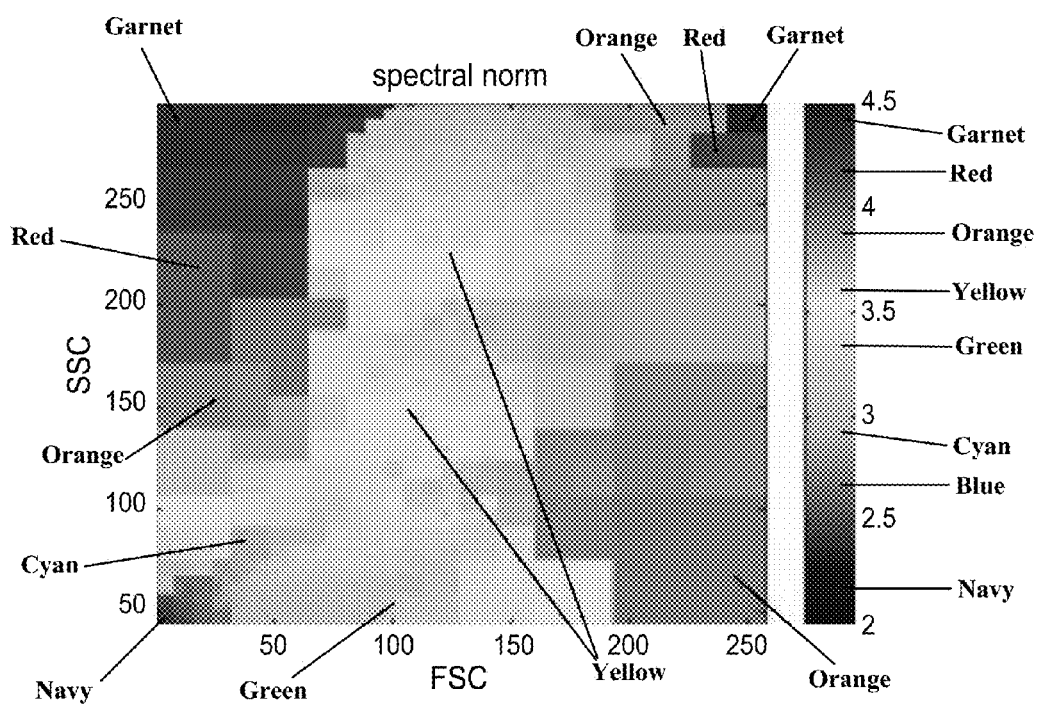 Garnet
Orange Red Garnet
spectral norm
4.5
Garnet
Red
250
4
Red
Orange
Yellow
200
3.5
Green
SSC
150
3
Orange
Cyan
Blue
100
2.5
Cyan
Navy
50
2
50 100 150 200 250
FSC
Navy Green Yellow Orange